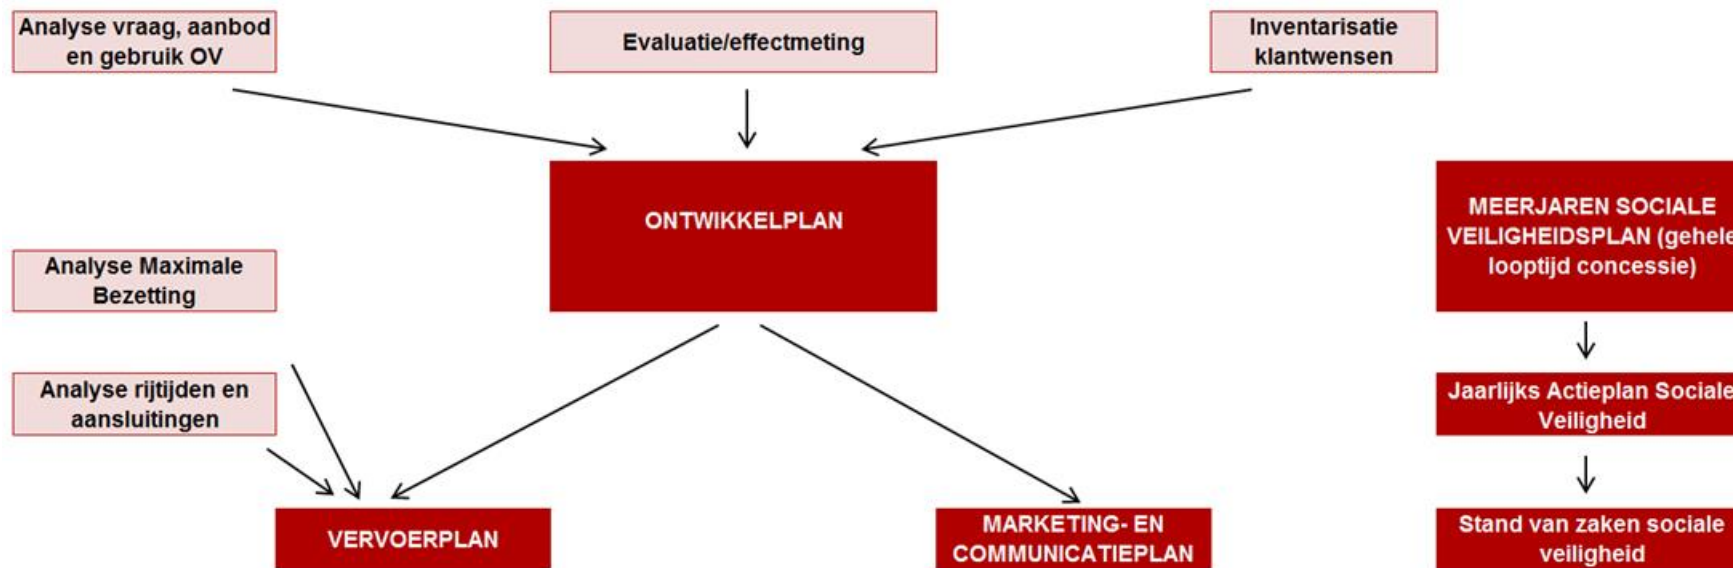 Analyse vraag, aanbod
en gebruik OV
Evaluatie/effectmeting
Inventarisatie
klantwensen
ONTWIKKELPLAN
MEERJAREN SOCIALE
VEILIGHEIDSPLAN (gehele
looptijd concessie)
Analyse Maximale
Bezetting
Analyse rijtijden en
aansluitingen
Jaarlijks Actieplan Sociale
Veiligheid
VERVOERPLAN
MARKETING- EN
COMMUNICATIEPLAN
Stand van zaken sociale
veiligheid